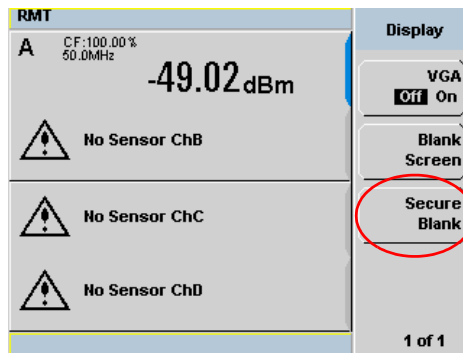 RMT
Display
A
CF:100.00%
50.0MHz
-49.02dBm
VGA
Off On
No Sensor ChB
Blank
Screen
Secure
Blank
No Sensor ChC
No Sensor ChD
1 of 1